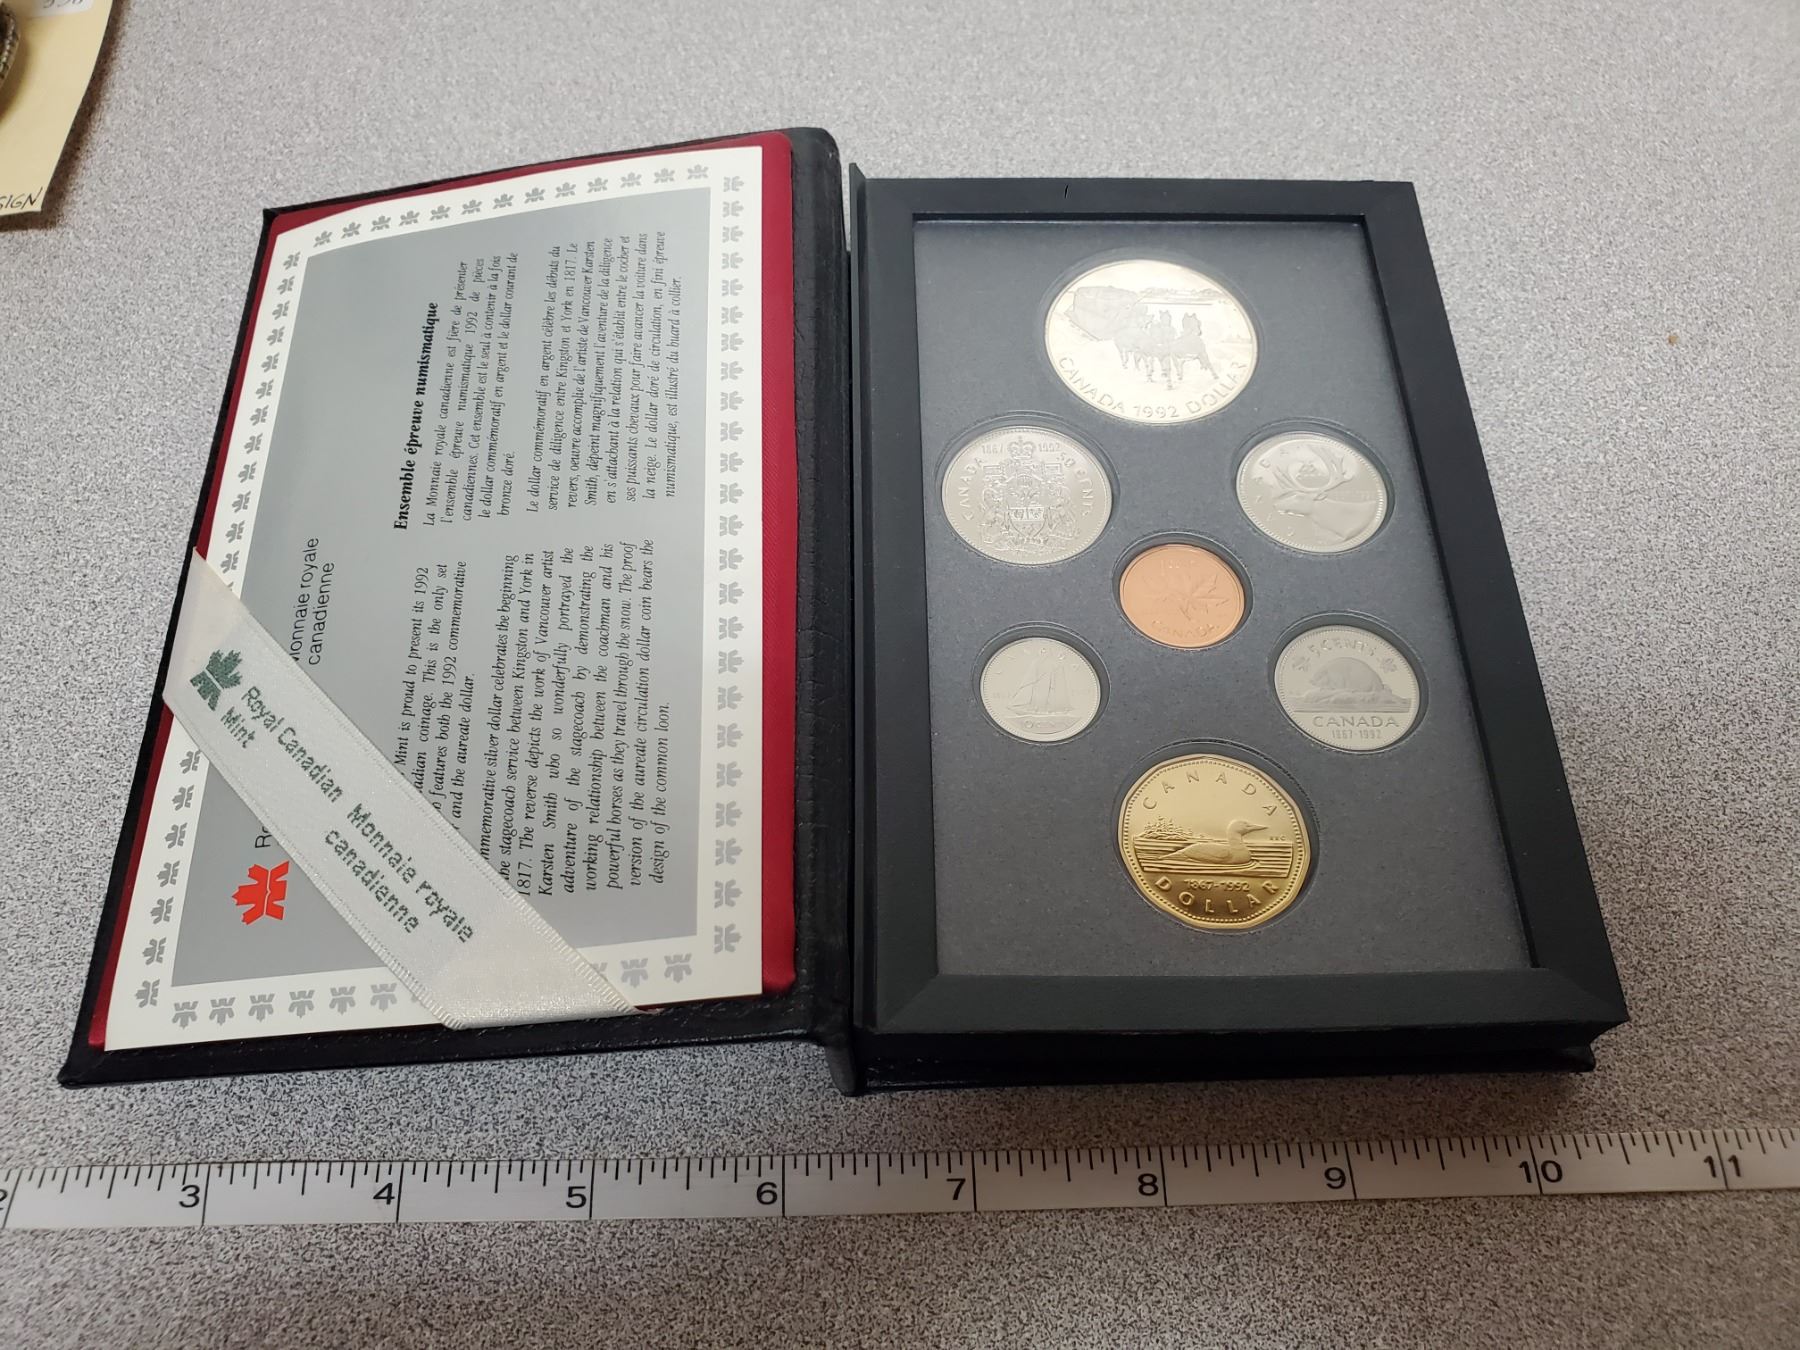 SIGN
Monnaie royale
canadienne
Royal Canadian
Mint
Monnaie royale
canadienne
Mint is proud to present its 1992
coinage. This is the only set
features both the 1992 commemorative
and the aureate dollar.
silver dollar celebrates the beginning
stagecoach service between Kingston and York in
1817. The reverse depicts the work of Vancouver artist
Karsten Smith who so wonderfully portrayed the
adventure of the stagecoach by demonstrating the
working relationship between the coachman and his
powerful horses as they travel through the snow. The proof
version of the aureate circulation dollar coin bears the
design of the common loon.
Ensemble épreuve numismatique
La Monnaie royale canadienne est fière de présenter
l'ensemble épreuve numismatique 1992 de pièces
canadiennes. Cet ensemble est le seul à contenir à la fois
le dollar commémoratif en argent et le dollar courant de
bronze doré.
Le dollar commémoratif en argent célèbre les débuts du
service de diligence entre Kingston et York en 1817. Le
revers, oeuvre accomplie de l'artiste de Vancouver Karsten
Smith, dépeint magnifiquement l'aventure de la diligence
en s'attachant à la relation qui s'établit entre le cocher et
ses puissants chevaux pour faire avancer la voiture dans
la neige. Le dollar doré de circulation, en fini épreuve
numismatique, est illustré du huard à collier.
CANADA 1992 DOLLAR
1867 1992
CANADA 50 CENTS
CANADA
CANADA
5 CENTS
CANADA
1867-1992
CANADA
1867-1992
DOLLAR
2 3 4 5 6 7 8 9 10 11